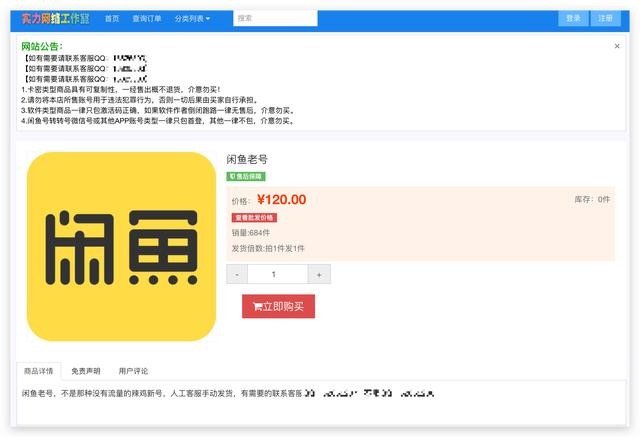 实力网络工作室 首页 查询订单 分类列表 搜索 登录 注册
网站公告： ×
【如有需要请联系客服QQ：
【如有需要请联系客服QQ：
【如有需要请联系客服QQ：
1.卡密类型商品具有可复制性，一经售出概不退货，介意勿买！
2.请勿将本店所售账号用于违法犯罪行为，否则一切后果由买家自行承担。
3.软件类型商品一律只包激活码正确，如果软件作者倒闭跑路一律无售后，介意勿买。
4.闲鱼号转转号微信号或其他APP账号类型一律只包首登，其他一律不包，介意勿买。
闲鱼
闲鱼老号
售后保障
价格： ¥120.00 库存：0件
查看批发价格
销量:684件
发货倍数:拍1件发1件
- 1 +
立即购买
商品详情 免责声明 用户评论
闲鱼老号，不是那种没有流量的辣鸡新号，人工客服手动发货，有需要的联系客服